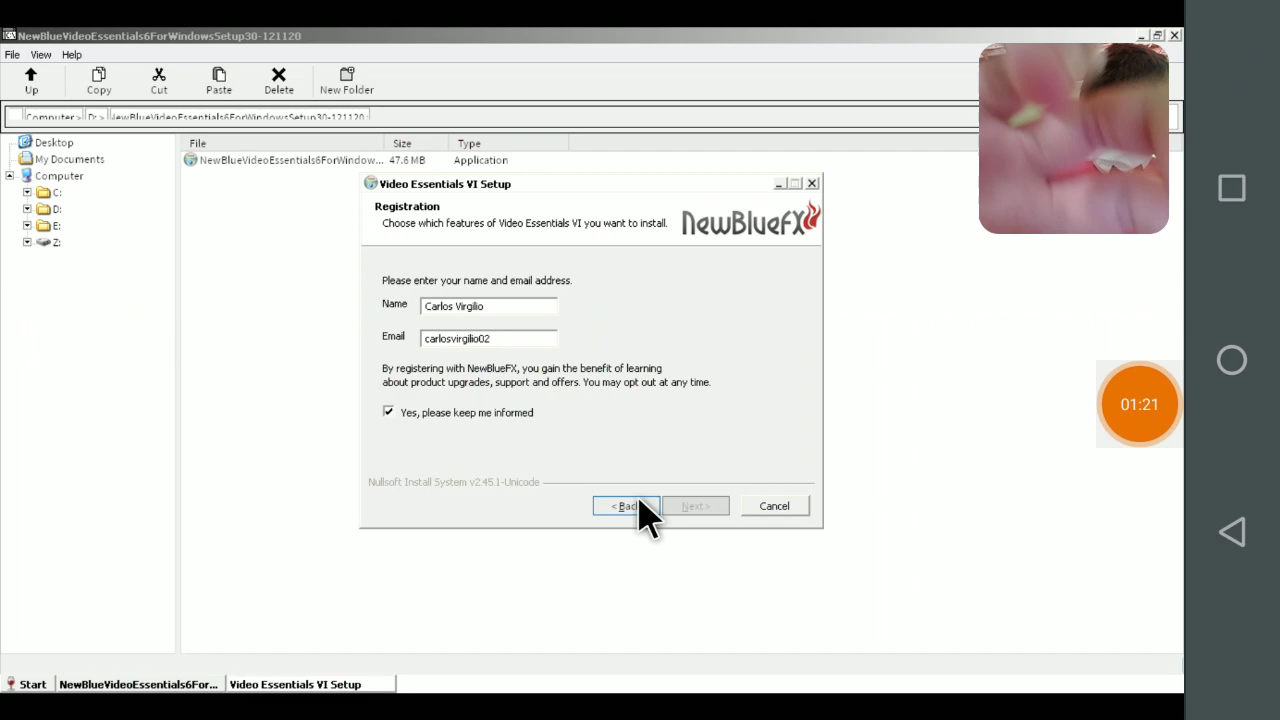 NewBlueVideoEssentials6ForWindowsSetup30-121120
File View Help
Up Copy Cut Paste Delete New Folder
Computer > D: > NewBlueVideoEssentials6ForWindowsSetup30-121120 :
Desktop
My Documents
Computer
C:
D:
E:
Z:
File Size Type
NewBlueVideoEssentials6ForWindow... 47.6 MB Application
Video Essentials VI Setup
Registration
Choose which features of Video Essentials VI you want to install.
NewBlueFX
Please enter your name and email address.
Name Carlos Virgilio
Email carlosvirgilio02
By registering with NewBlueFX, you gain the benefit of learning
about product upgrades, support and offers. You may opt out at any time.
Yes, please keep me informed
Nullsoft Install System v2.45.1-Unicode
< Back Next > Cancel
01:21
Start NewBlueVideoEssentials6For... Video Essentials VI Setup